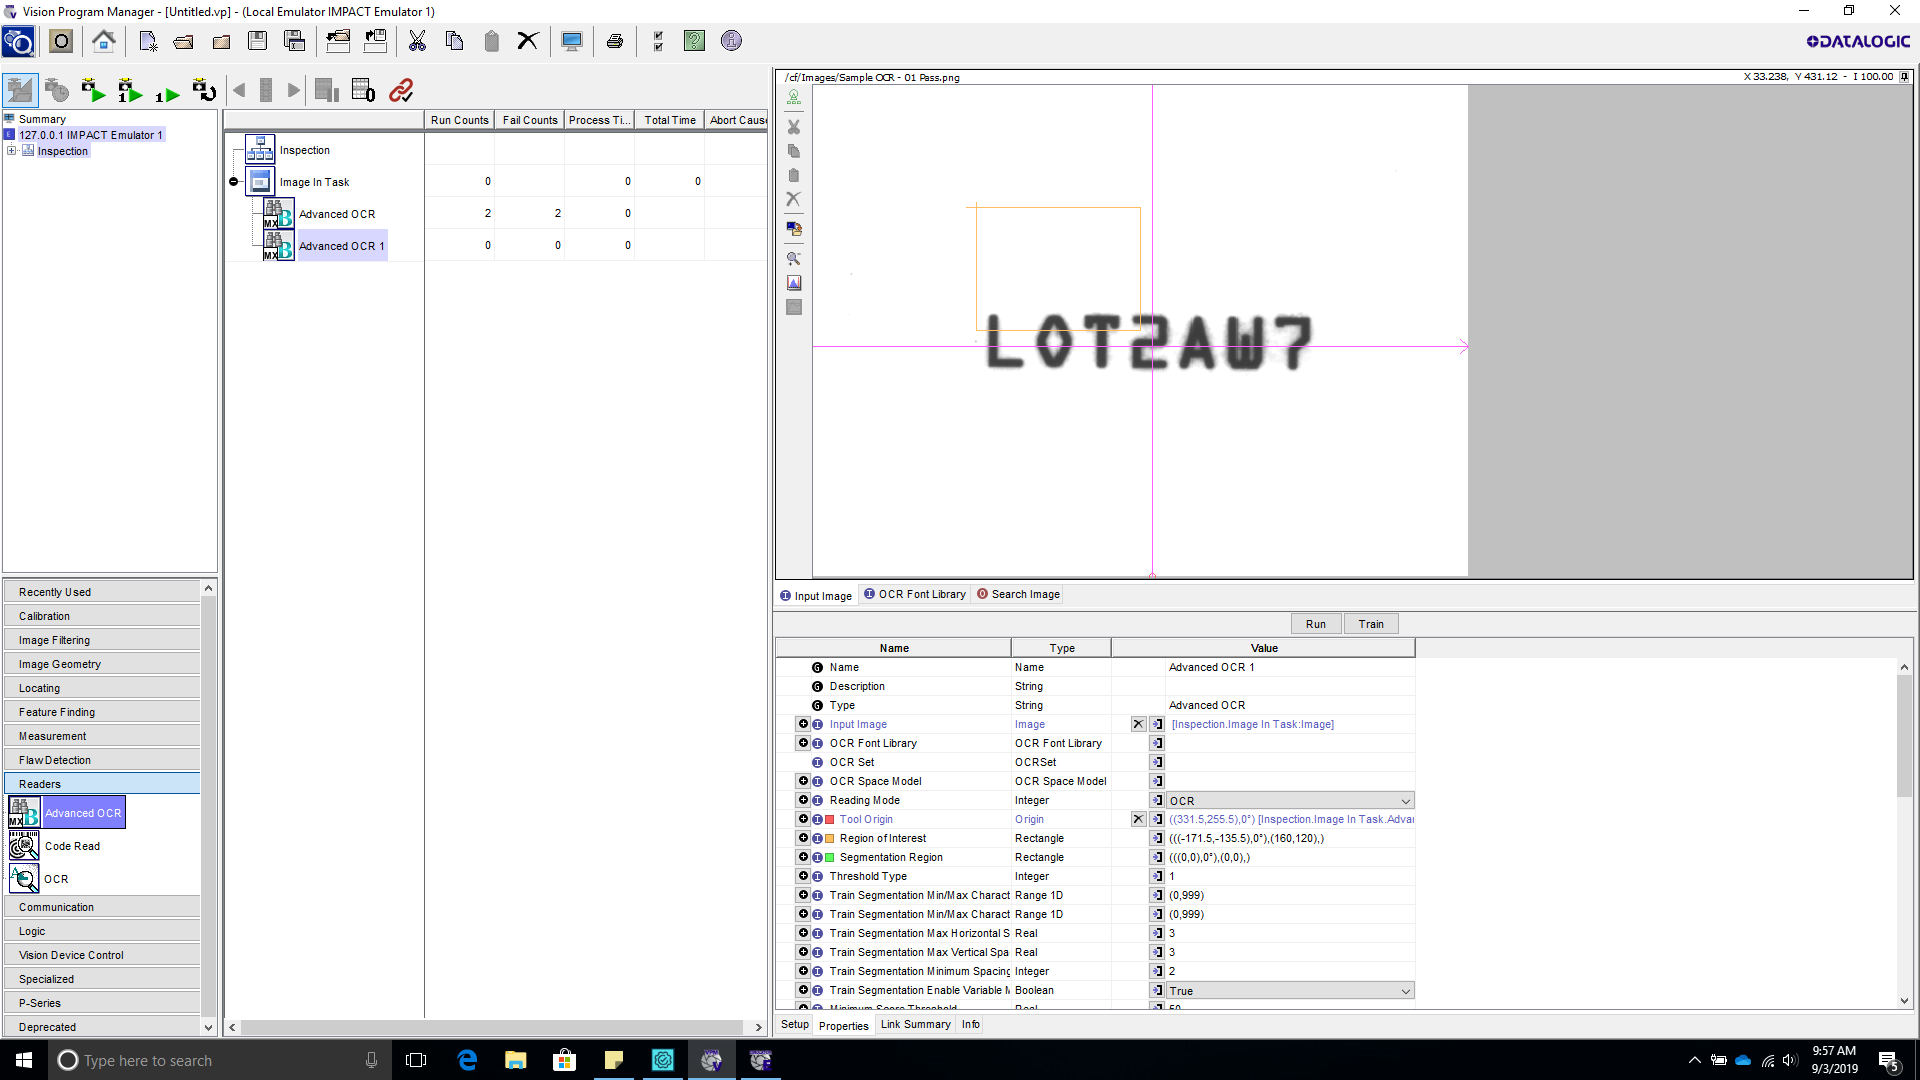 Vision Program Manager - [Untitled.vp] - (Local Emulator IMPACT Emulator 1)
DATALOGIC
Summary
127.0.0.1 IMPACT Emulator 1
Inspection
Run Counts Fail Counts Process Ti... Total Time Abort Cause
Inspection
Image In Task 0 0 0
Advanced OCR 2 2 0
Advanced OCR 1 0 0 0
Recently Used
Calibration
Image Filtering
Image Geometry
Locating
Feature Finding
Measurement
Flaw Detection
Readers
Advanced OCR
Code Read
OCR
Communication
Logic
Vision Device Control
Specialized
P-Series
Deprecated
/cf/Images/Sample OCR - 01 Pass.png X 33.238, Y 431.12 - I 100.00
LOT2AW7
Input Image OCR Font Library Search Image
Run Train
Name Type Value
Name Name Advanced OCR 1
Description String
Type String Advanced OCR
Input Image Image [Inspection.Image In Task:Image]
OCR Font Library OCR Font Library
OCR Set OCRSet
OCR Space Model OCR Space Model
Reading Mode Integer OCR
Tool Origin Origin ((331.5,255.5),0°) [Inspection.Image In Task.Advar
Region of Interest Rectangle (((-171.5,-135.5),0°),(160,120),)
Segmentation Region Rectangle (((0,0),0°),(0,0),)
Threshold Type Integer 1
Train Segmentation Min/Max Charact Range 1D (0,999)
Train Segmentation Min/Max Charact Range 1D (0,999)
Train Segmentation Max Horizontal S Real 3
Train Segmentation Max Vertical Spa Real 3
Train Segmentation Minimum Spacing Integer 2
Train Segmentation Enable Variable M Boolean True
Minimum Score Threshold Real 50
Setup Properties Link Summary Info
Type here to search
9:57 AM
9/3/2019
5